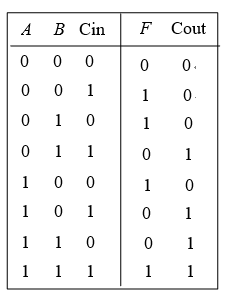 A B Cin F Cout
0 0 0 0 0
0 0 1 1 0
0 1 0 1 0
0 1 1 0 1
1 0 0 1 0
1 0 1 0 1
1 1 0 0 1
1 1 1 1 1